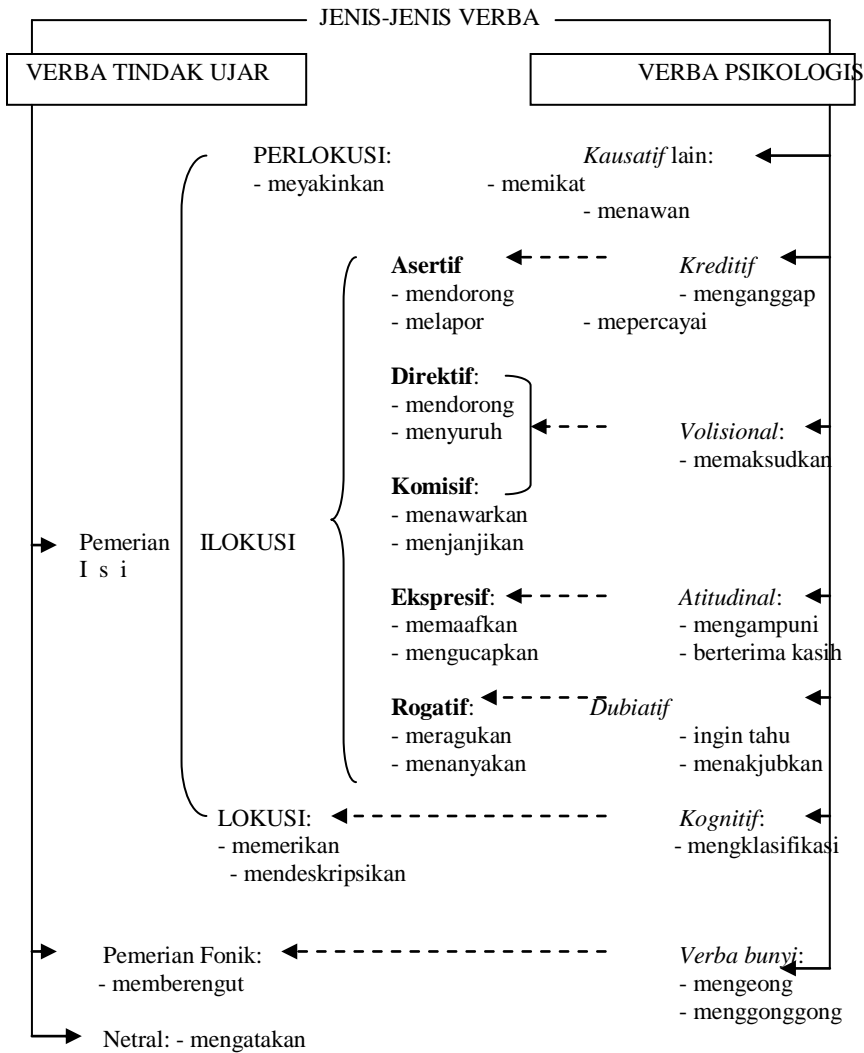 JENIS-JENIS VERBA
VERBA TINDAK UJAR VERBA PSIKOLOGIS
PERLOKUSI: Kausatif lain:
- meyakinkan - memikat
- menawan
Asertif Kreditif
- mendorong - menganggap
- melapor - mepercayai
Direktif:
- mendorong
- menyuruh Volisional:
- memaksudkan
Komisif:
- menawarkan
Pemerian ILOKUSI - menjanjikan
I s i
Ekspresif: Atitudinal:
- memaafkan - mengampuni
- mengucapkan - berterima kasih
Rogatif: Dubiatif
- meragukan - ingin tahu
- menanyakan - menakjubkan
LOKUSI: Kognitif:
- memerikan - mengklasifikasi
- mendeskripsikan
Pemerian Fonik: Verba bunyi:
- memberengut - mengeong
- menggonggong
Netral: - mengatakan